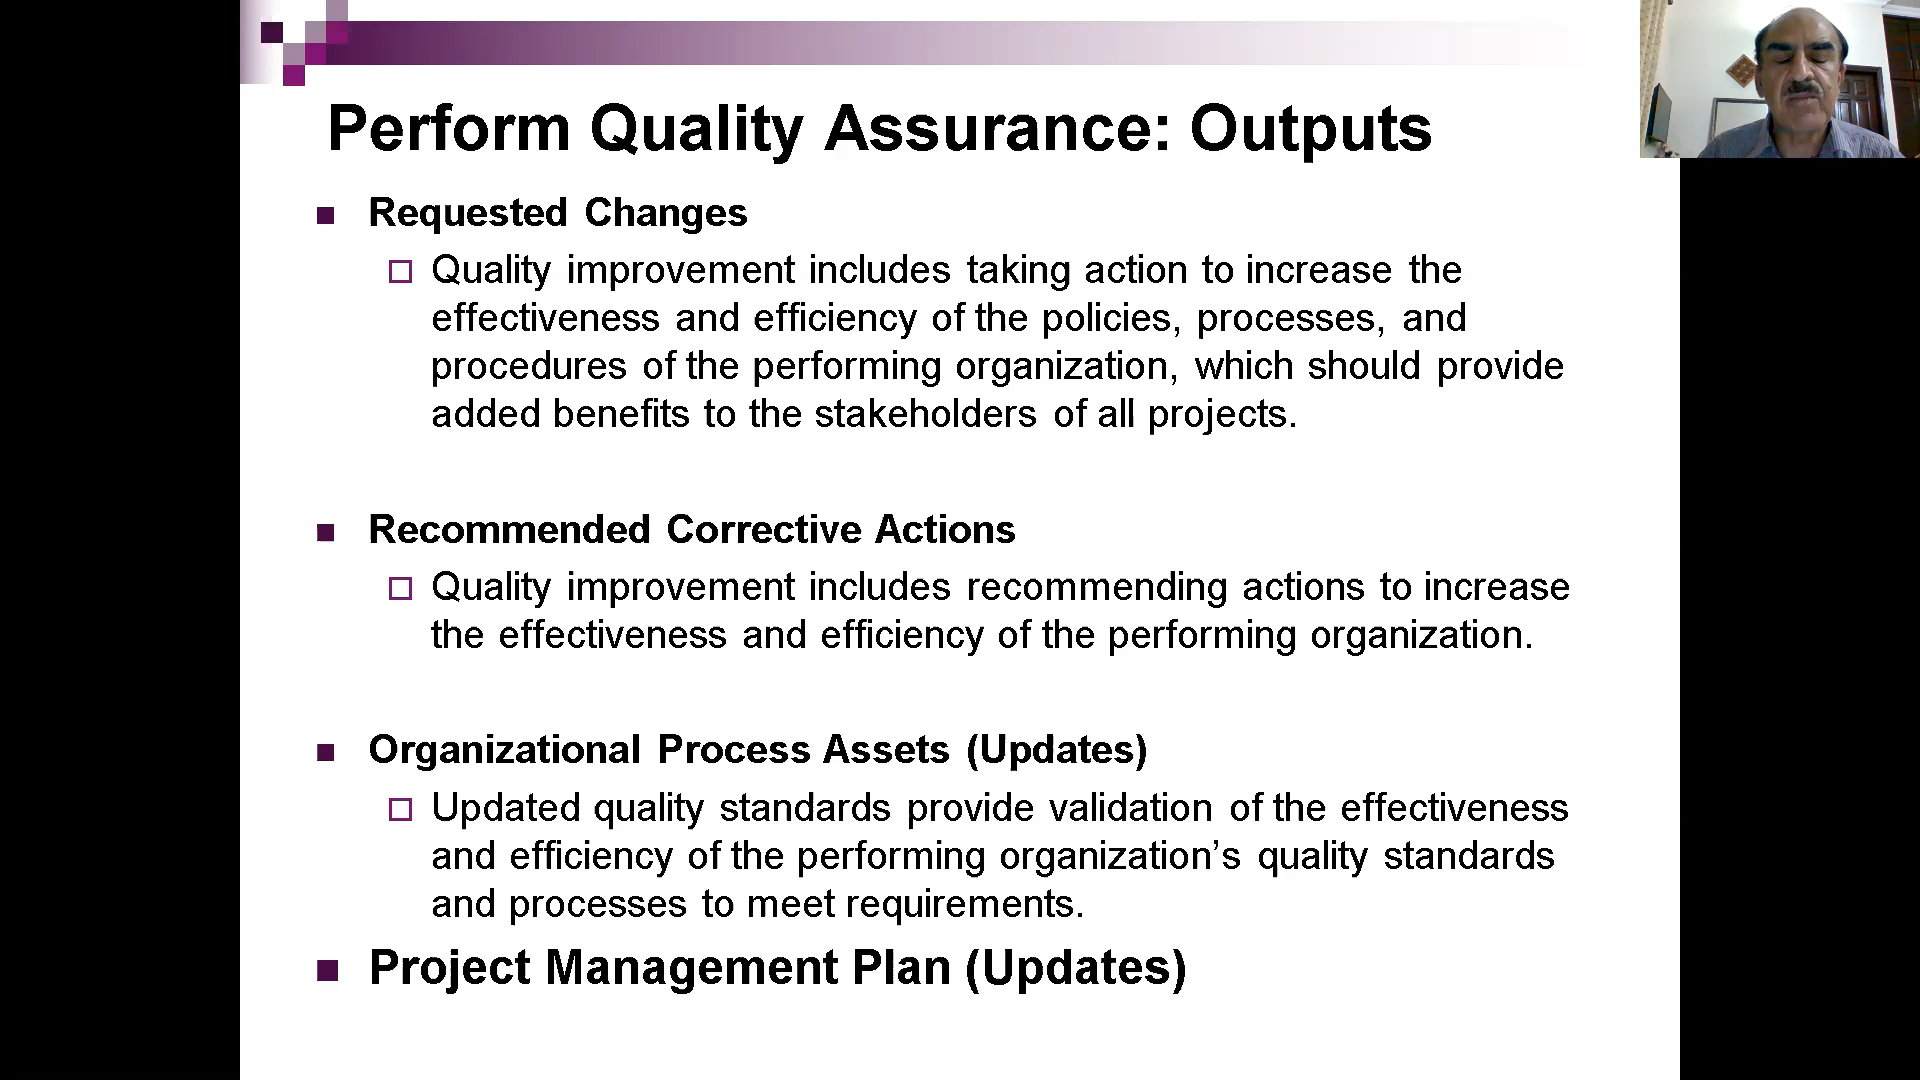 Perform Quality Assurance: Outputs
Requested Changes
Quality improvement includes taking action to increase the
effectiveness and efficiency of the policies, processes, and
procedures of the performing organization, which should provide
added benefits to the stakeholders of all projects.
Recommended Corrective Actions
Quality improvement includes recommending actions to increase
the effectiveness and efficiency of the performing organization.
Organizational Process Assets (Updates)
Updated quality standards provide validation of the effectiveness
and efficiency of the performing organization’s quality standards
and processes to meet requirements.
Project Management Plan (Updates)